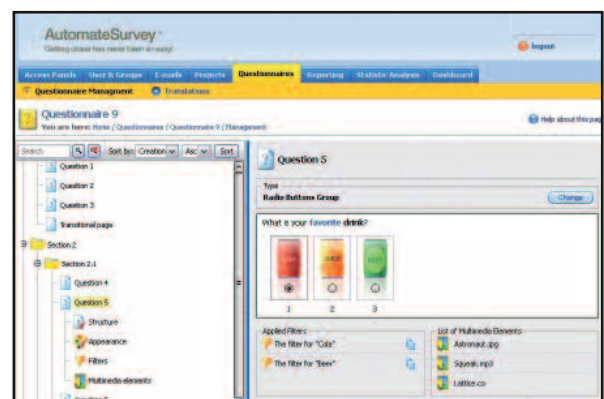 AutomateSurvey
Getting closer has never been so easy!
logout
Access Panels User & Groups E-mails Projects Questionnaires Reporting Statistic Analysis Dashboard
Questionnaire Managment Translations
Questionnaire 9
You are here: Home / Questionnaires / Questionnaire 9 / Management
Help about this page
Search Sort by: Creation Asc Sort
Question 1
Question 2
Question 3
Transitional page
Section 2
Section 2.1
Question 4
Question 5
Structure
Appearance
Filters
Multimedia elements
Question 5
Type
Radio Buttons Group
Change
What is your favorite drink?
1 2 3
Applied Filters
The filter for "Cola"
The filter for "Beer"
List of Multimedia Elements
Astronaut.jpg
Squeak.mp3
Lattice.co